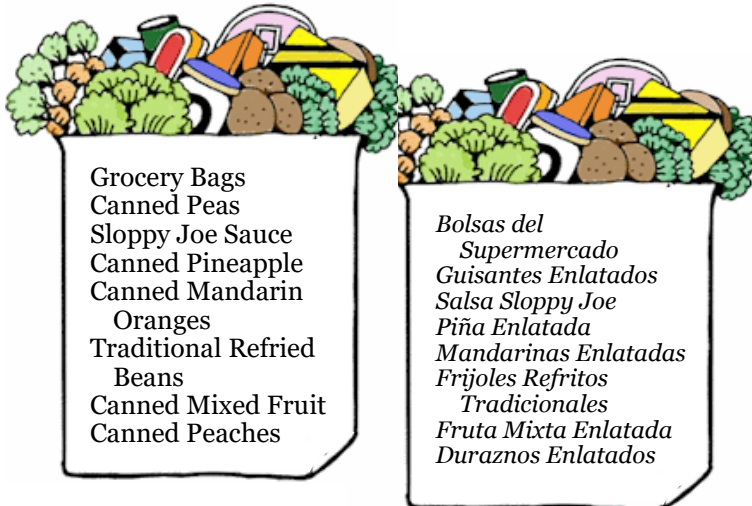 Grocery Bags
Canned Peas
Sloppy Joe Sauce
Canned Pineapple
Canned Mandarin
Oranges
Traditional Refried
Beans
Canned Mixed Fruit
Canned Peaches
Bolsas del
Supermercado
Guisantes Enlatados
Salsa Sloppy Joe
Piña Enlatada
Mandarinas Enlatadas
Frijoles Refritos
Tradicionales
Fruta Mixta Enlatada
Duraznos Enlatados